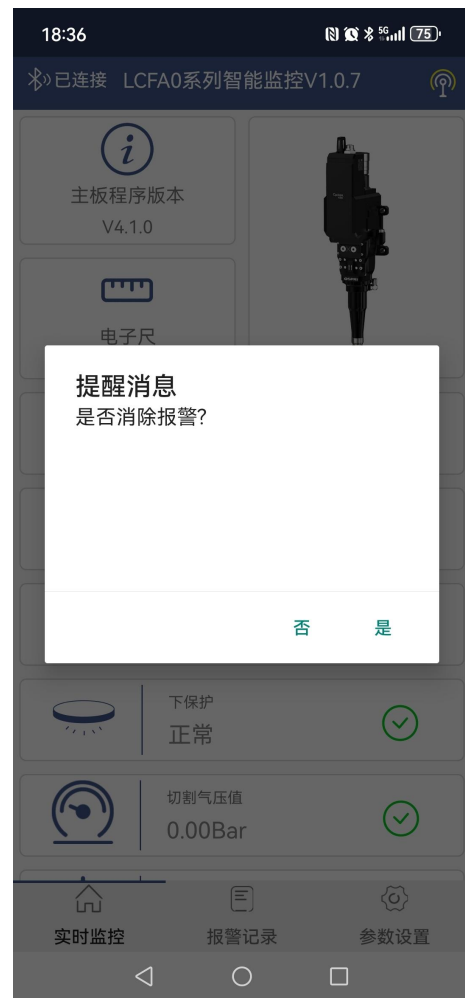 18:36
5G
75
已连接 LCFA0系列智能监控V1.0.7
主板程序版本
V4.1.0
电子尺
提醒消息
是否消除报警?
否 是
下保护
正常
切割气压值
0.00Bar
实时监控 报警记录 参数设置